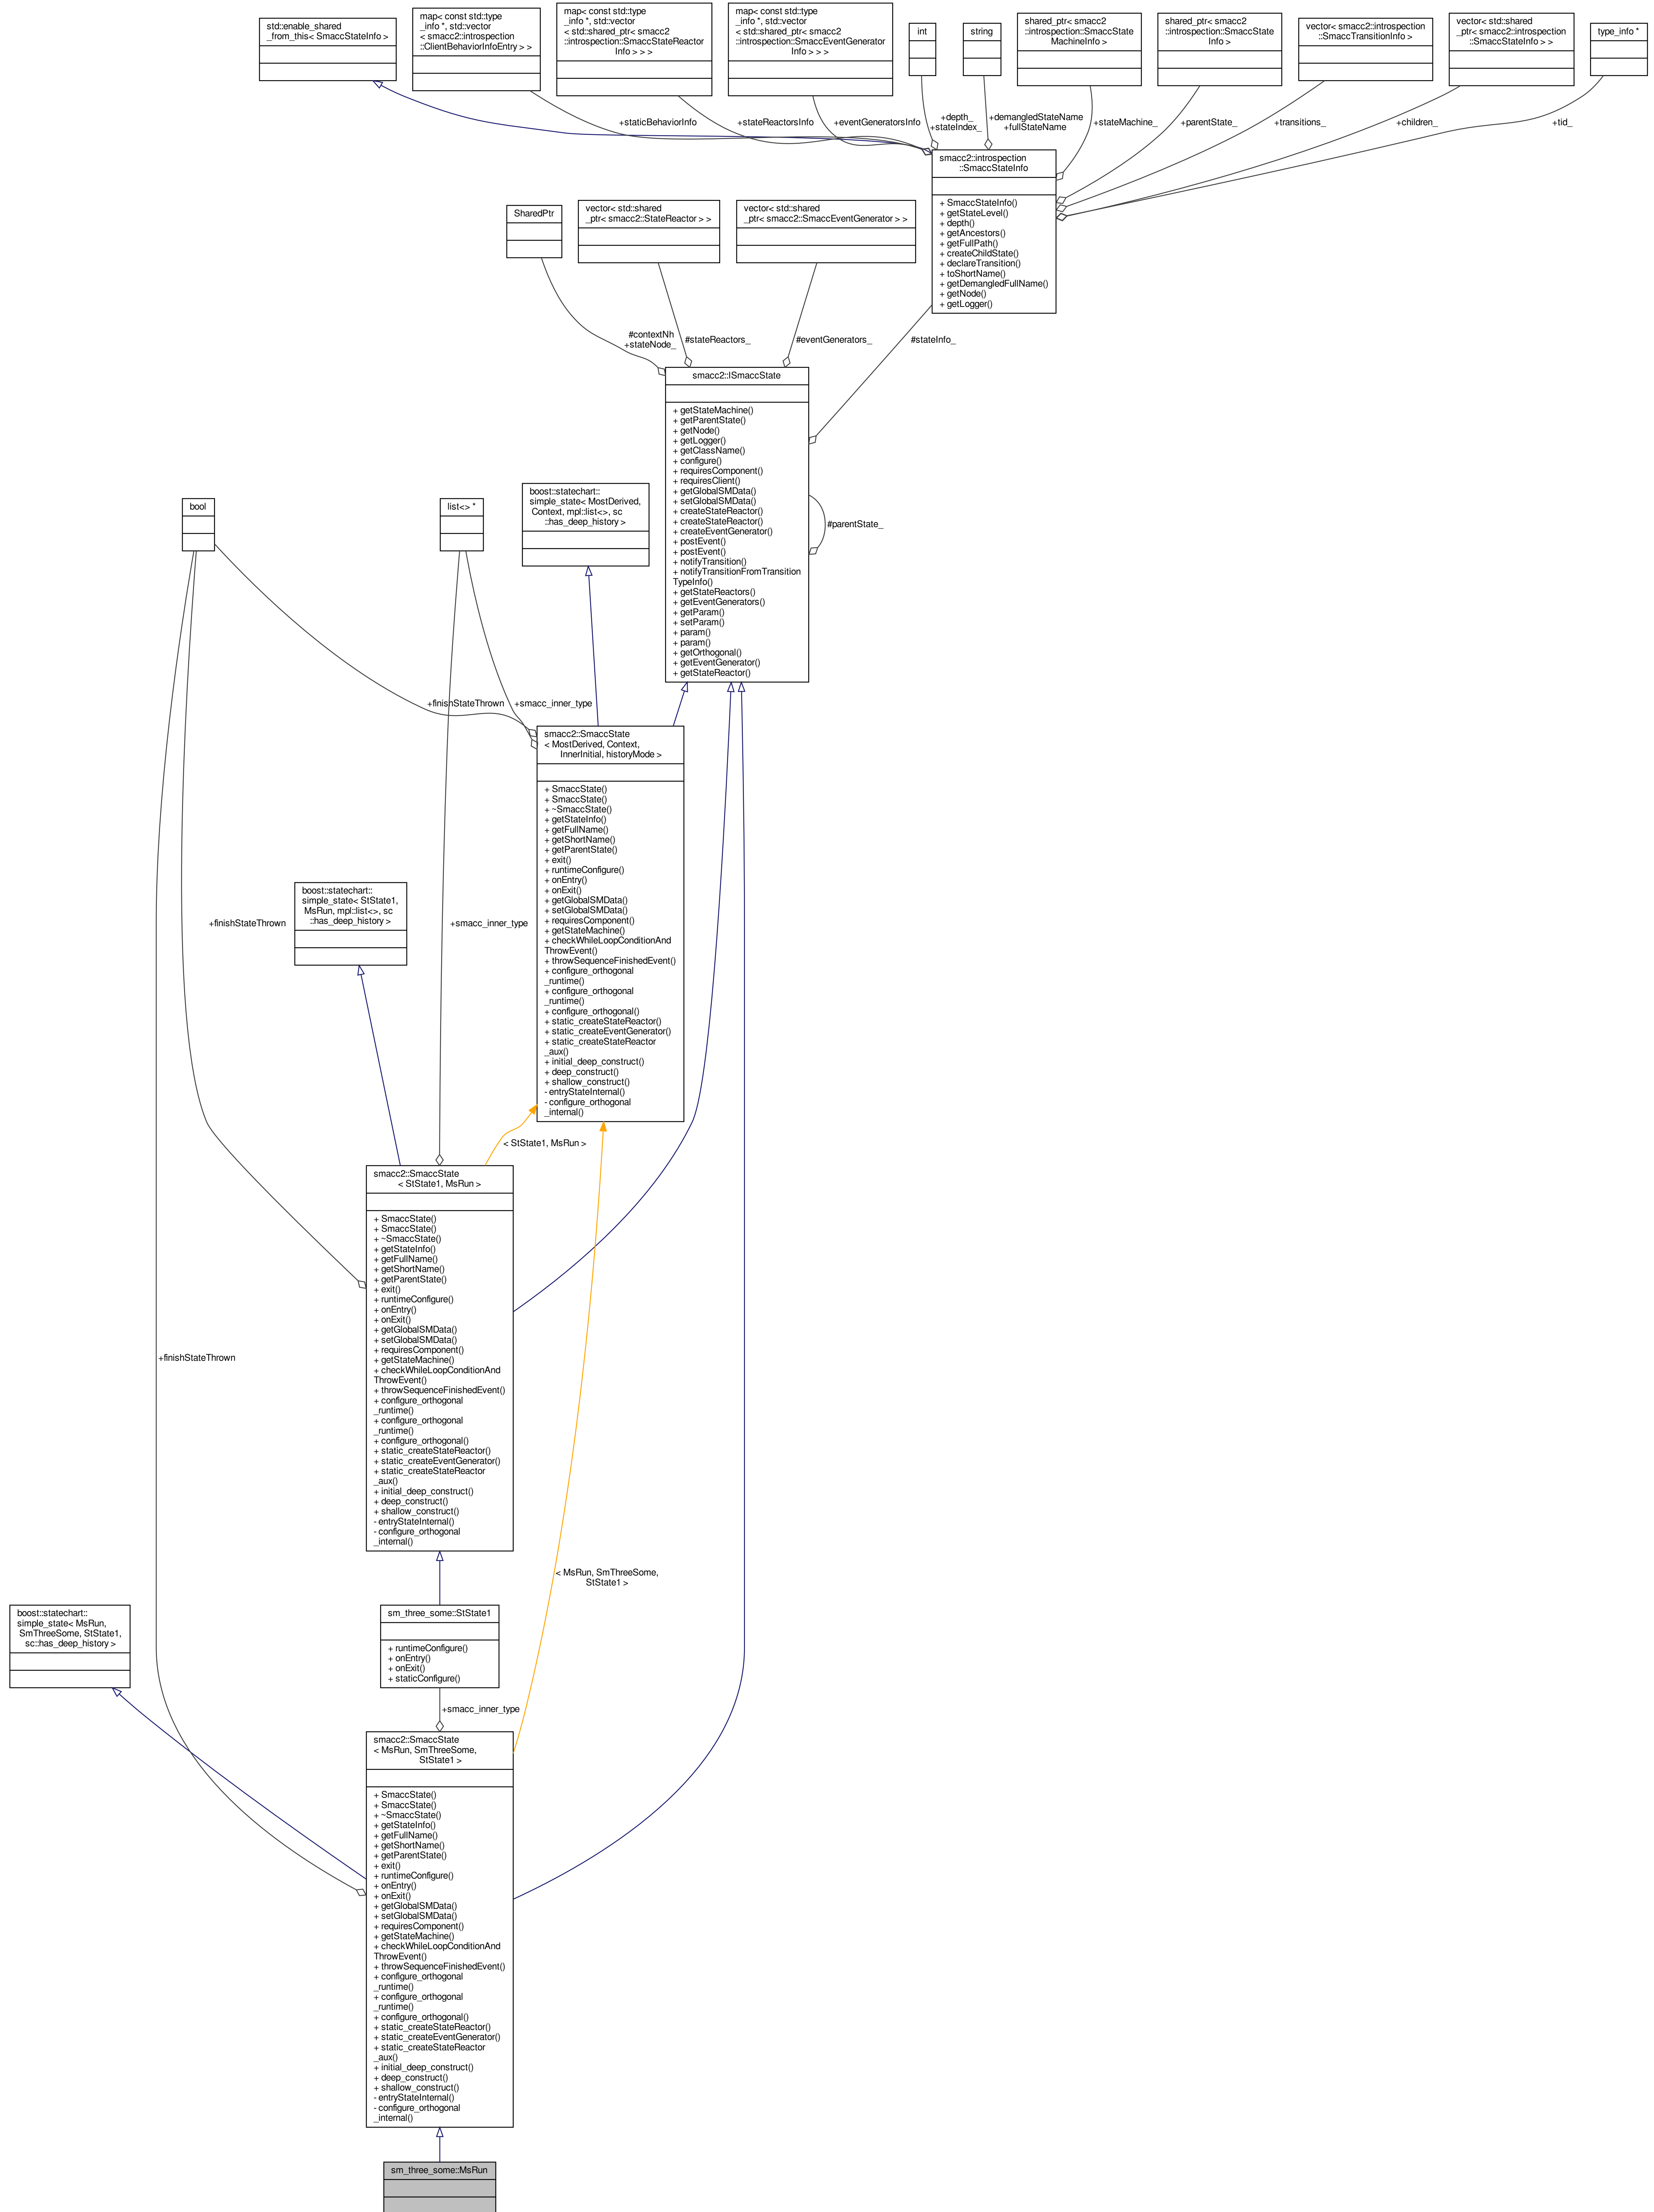 std::enable_shared
_from_this< SmaccStateInfo >
map< const std::type
_info *, std::vector
< smacc2::introspection
::ClientBehaviorInfoEntry > >
map< const std::type
_info *, std::vector
< std::shared_ptr< smacc2
::introspection::SmaccStateReactor
Info > > >
map< const std::type
_info *, std::vector
< std::shared_ptr< smacc2
::introspection::SmaccEventGenerator
Info > > >
int
string
shared_ptr< smacc2
::introspection::SmaccState
MachineInfo >
shared_ptr< smacc2
::introspection::SmaccState
Info >
vector< smacc2::introspection
::SmaccTransitionInfo >
vector< std::shared
_ptr< smacc2::introspection
::SmaccStateInfo > >
type_info *
+staticBehaviorInfo
+stateReactorsInfo
+eventGeneratorsInfo
+depth_
+stateIndex_
+demangledStateName
+fullStateName
+stateMachine_
+parentState_
+transitions_
+children_
+tid_
smacc2::introspection
::SmaccStateInfo
+ SmaccStateInfo()
+ getStateLevel()
+ depth()
+ getAncestors()
+ getFullPath()
+ createChildState()
+ declareTransition()
+ toShortName()
+ getDemangledFullName()
+ getNode()
+ getLogger()
SharedPtr
vector< std::shared
_ptr< smacc2::StateReactor > >
vector< std::shared
_ptr< smacc2::SmaccEventGenerator > >
#contextNh
+stateNode_
#stateReactors_
#eventGenerators_
#stateInfo_
smacc2::ISmaccState
+ getStateMachine()
+ getParentState()
+ getNode()
+ getLogger()
+ getClassName()
+ configure()
+ requiresComponent()
+ requiresClient()
+ getGlobalSMData()
+ setGlobalSMData()
+ createStateReactor()
+ createStateReactor()
+ createEventGenerator()
+ postEvent()
+ postEvent()
+ notifyTransition()
+ notifyTransitionFromTransition
TypeInfo()
+ getStateReactors()
+ getEventGenerators()
+ getParam()
+ setParam()
+ param()
+ param()
+ getOrthogonal()
+ getEventGenerator()
+ getStateReactor()
#parentState_
bool
list<> *
boost::statechart::
simple_state< MostDerived,
Context, mpl::list<>, sc
::has_deep_history >
+finishStateThrown
+smacc_inner_type
smacc2::SmaccState
< MostDerived, Context,
InnerInitial, historyMode >
+ SmaccState()
+ SmaccState()
+ ~SmaccState()
+ getStateInfo()
+ getFullName()
+ getShortName()
+ getParentState()
+ exit()
+ runtimeConfigure()
+ onEntry()
+ onExit()
+ getGlobalSMData()
+ setGlobalSMData()
+ requiresComponent()
+ getStateMachine()
+ checkWhileLoopConditionAnd
ThrowEvent()
+ throwSequenceFinishedEvent()
+ configure_orthogonal
_runtime()
+ configure_orthogonal
_runtime()
+ configure_orthogonal()
+ static_createStateReactor()
+ static_createEventGenerator()
+ static_createStateReactor
_aux()
+ initial_deep_construct()
+ deep_construct()
+ shallow_construct()
- entryStateInternal()
- configure_orthogonal
_internal()
boost::statechart::
simple_state< StState1,
MsRun, mpl::list<>, sc
::has_deep_history >
+finishStateThrown
+smacc_inner_type
< StState1, MsRun >
smacc2::SmaccState
< StState1, MsRun >
+ SmaccState()
+ SmaccState()
+ ~SmaccState()
+ getStateInfo()
+ getFullName()
+ getShortName()
+ getParentState()
+ exit()
+ runtimeConfigure()
+ onEntry()
+ onExit()
+ getGlobalSMData()
+ setGlobalSMData()
+ requiresComponent()
+ getStateMachine()
+ checkWhileLoopConditionAnd
ThrowEvent()
+ throwSequenceFinishedEvent()
+ configure_orthogonal
_runtime()
+ configure_orthogonal
_runtime()
+ configure_orthogonal()
+ static_createStateReactor()
+ static_createEventGenerator()
+ static_createStateReactor
_aux()
+ initial_deep_construct()
+ deep_construct()
+ shallow_construct()
- entryStateInternal()
- configure_orthogonal
_internal()
+finishStateThrown
< MsRun, SmThreeSome,
StState1 >
boost::statechart::
simple_state< MsRun,
SmThreeSome, StState1,
sc::has_deep_history >
sm_three_some::StState1
+ runtimeConfigure()
+ onEntry()
+ onExit()
+ staticConfigure()
+smacc_inner_type
smacc2::SmaccState
< MsRun, SmThreeSome,
StState1 >
+ SmaccState()
+ SmaccState()
+ ~SmaccState()
+ getStateInfo()
+ getFullName()
+ getShortName()
+ getParentState()
+ exit()
+ runtimeConfigure()
+ onEntry()
+ onExit()
+ getGlobalSMData()
+ setGlobalSMData()
+ requiresComponent()
+ getStateMachine()
+ checkWhileLoopConditionAnd
ThrowEvent()
+ throwSequenceFinishedEvent()
+ configure_orthogonal
_runtime()
+ configure_orthogonal
_runtime()
+ configure_orthogonal()
+ static_createStateReactor()
+ static_createEventGenerator()
+ static_createStateReactor
_aux()
+ initial_deep_construct()
+ deep_construct()
+ shallow_construct()
- entryStateInternal()
- configure_orthogonal
_internal()
sm_three_some::MsRun